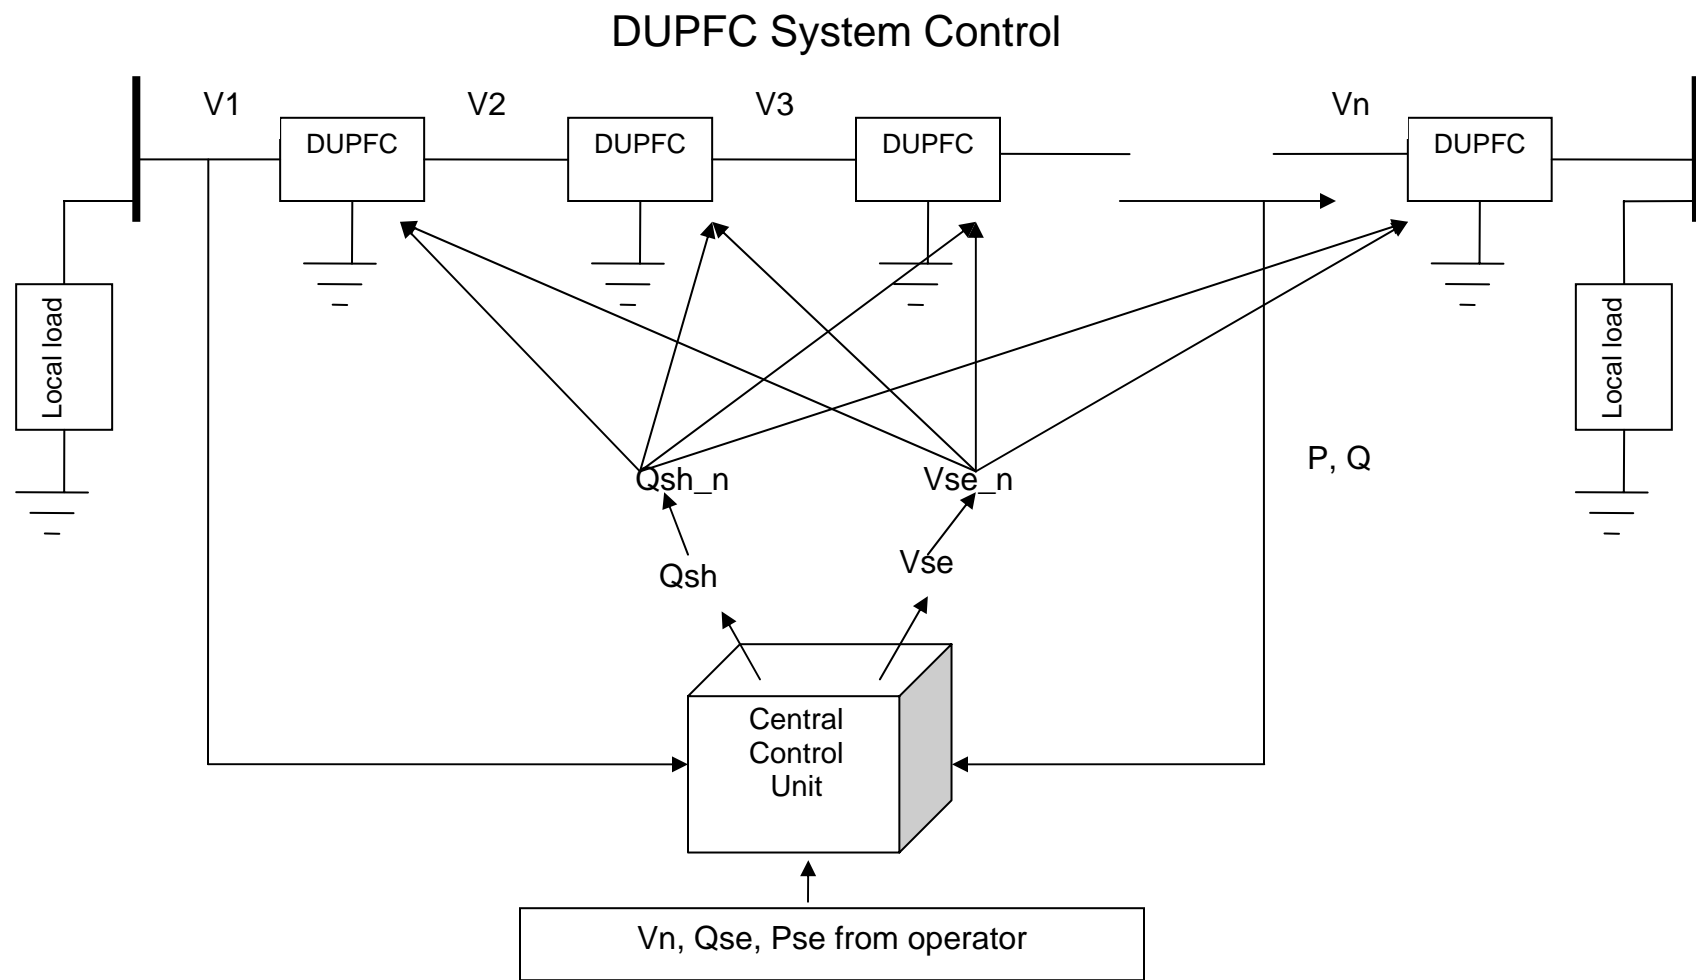 DUPFC System Control
V1
V2
V3
Vn
DUPFC
DUPFC
DUPFC
DUPFC
Local load
Local load
P, Q
Qsh_n
Vse_n
Qsh
Vse
Central
Control
Unit
Vn, Qse, Pse from operator